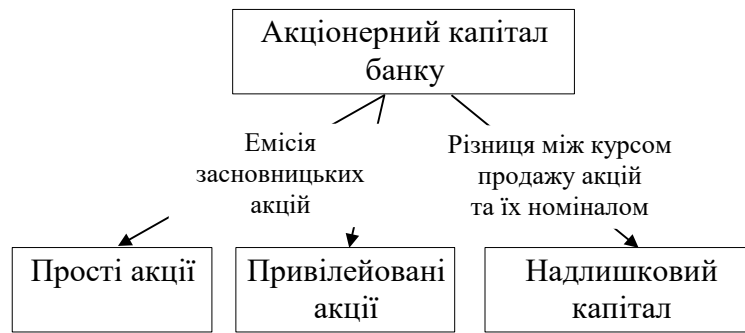 Акціонерний капітал
банку
Емісія
засновницьких
акцій
Різниця між курсом
продажу акцій
та їх номіналом
Прості акції
Привілейовані
акції
Надлишковий
капітал